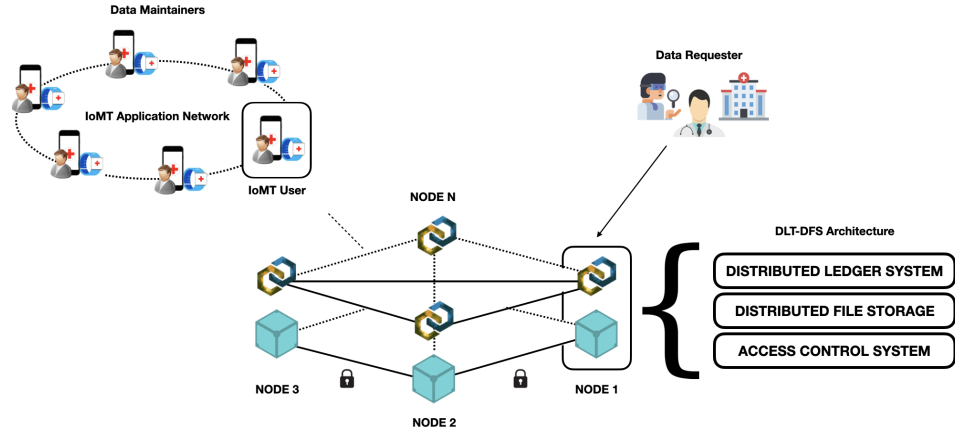 Data Maintainers
IoMT Application Network
IoMT User
Data Requester
NODE N
DLT-DFS Architecture
DISTRIBUTED LEDGER SYSTEM
DISTRIBUTED FILE STORAGE
ACCESS CONTROL SYSTEM
NODE 3
NODE 1
NODE 2